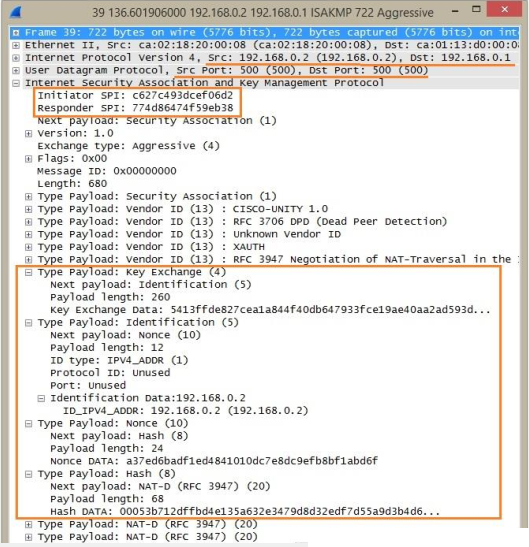 39 136.601906000 192.168.0.2 192.168.0.1 ISAKMP 722 Aggressive
Frame 39: 722 bytes on wire (5776 bits), 722 bytes captured (5776 bits) on int
Ethernet II, Src: ca:02:18:20:00:08 (ca:02:18:20:00:08), Dst: ca:01:13:d0:00:0
Internet Protocol Version 4, Src: 192.168.0.2 (192.168.0.2), Dst: 192.168.0.1
User Datagram Protocol, Src Port: 500 (500), Dst Port: 500 (500)
Internet Security Association and Key Management Protocol
Initiator SPI: c627c493dcef06d2
Responder SPI: 774d86474f59eb38
Next payload: Security Association (1)
Version: 1.0
Exchange type: Aggressive (4)
Flags: 0x00
Message ID: 0x00000000
Length: 680
Type Payload: Security Association (1)
Type Payload: Vendor ID (13) : CISCO-UNITY 1.0
Type Payload: Vendor ID (13) : RFC 3706 DPD (Dead Peer Detection)
Type Payload: Vendor ID (13) : Unknown Vendor ID
Type Payload: Vendor ID (13) : XAUTH
Type Payload: Vendor ID (13) : RFC 3947 Negotiation of NAT-Traversal in the
Type Payload: Key Exchange (4)
Next payload: Identification (5)
Payload length: 260
Key Exchange Data: 5413ffde827cea1a844f40db647933fce19ae40aa2ad593d...
Type Payload: Identification (5)
Next payload: Nonce (10)
Payload length: 12
ID type: IPV4_ADDR (1)
Protocol ID: Unused
Port: Unused
Identification Data:192.168.0.2
ID_IPV4_ADDR: 192.168.0.2 (192.168.0.2)
Type Payload: Nonce (10)
Next payload: Hash (8)
Payload length: 24
Nonce DATA: a37ed6badf1ed4841010dc7e8dc9efb8bf1abd6f
Type Payload: Hash (8)
Next payload: NAT-D (RFC 3947) (20)
Payload length: 68
Hash DATA: 00053b712dffbd4e135a632e3479d8d32edf7d55a9d3b4d6...
Type Payload: NAT-D (RFC 3947) (20)
Type Payload: NAT-D (RFC 3947) (20)